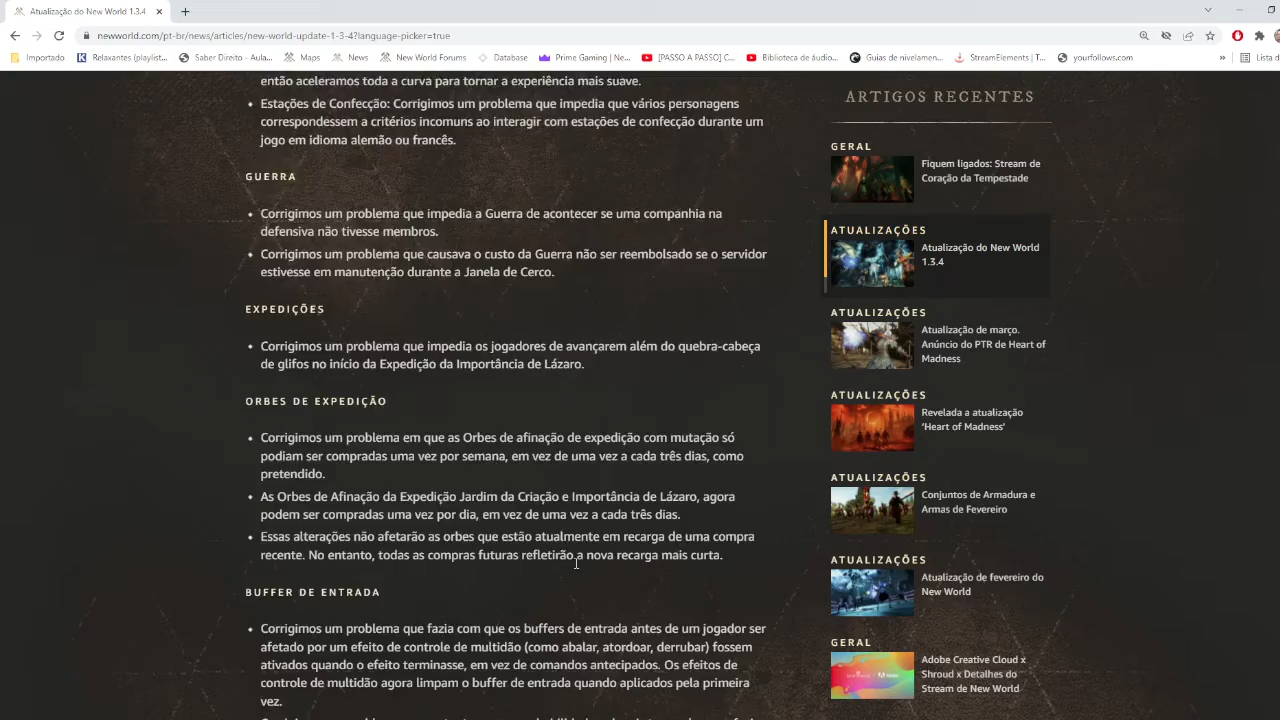 Atualização do New World 1.3.4
newworld.com/pt-br/news/articles/new-world-update-1-3-4?language-picker=true
Importado
Relaxantes (playlist...
Saber Direito - Aula...
Maps
News
New World Forums
Database
Prime Gaming | Ne...
[PASSO A PASSO] C...
Biblioteca de áudio...
Guias de nivelamen...
StreamElements | T...
yourfollows.com
»
Lista d
então aceleramos toda a curva para tornar a experiência mais suave.
• Estações de Confecção: Corrigimos um problema que impedia que vários personagens
correspondessem a critérios incomuns ao interagir com estações de confecção durante um
jogo em idioma alemão ou francês.
GUERRA
• Corrigimos um problema que impedia a Guerra de acontecer se uma companhia na
defensiva não tivesse membros.
• Corrigimos um problema que causava o custo da Guerra não ser reembolsado se o servidor
estivesse em manutenção durante a Janela de Cerco.
EXPEDIÇÕES
• Corrigimos um problema que impedia os jogadores de avançarem além do quebra-cabeça
de glifos no início da Expedição da Importância de Lázaro.
ORBES DE EXPEDIÇÃO
• Corrigimos um problema em que as Orbes de afinação de expedição com mutação só
podiam ser compradas uma vez por semana, em vez de uma vez a cada três dias, como
pretendido.
• As Orbes de Afinação da Expedição Jardim da Criação e Importância de Lázaro, agora
podem ser compradas uma vez por dia, em vez de uma vez a cada três dias.
• Essas alterações não afetarão as orbes que estão atualmente em recarga de uma compra
recente. No entanto, todas as compras futuras refletirão a nova recarga mais curta.
BUFFER DE ENTRADA
• Corrigimos um problema que fazia com que os buffers de entrada antes de um jogador ser
afetado por um efeito de controle de multidão (como abalar, atordoar, derrubar) fossem
ativados quando o efeito terminasse, em vez de comandos antecipados. Os efeitos de
controle de multidão agora limpam o buffer de entrada quando aplicados pela primeira
vez.
ARTIGOS RECENTES
GERAL
Fiquem ligados: Stream de
Coração da Tempestade
ATUALIZAÇÕES
Atualização do New World
1.3.4
ATUALIZAÇÕES
Atualização de março.
Anúncio do PTR de Heart of
Madness
ATUALIZAÇÕES
Revelada a atualização
‘Heart of Madness’
ATUALIZAÇÕES
Conjuntos de Armadura e
Armas de Fevereiro
ATUALIZAÇÕES
Atualização de fevereiro do
New World
GERAL
Adobe Creative Cloud x
Shroud x Detalhes do
Stream de New World